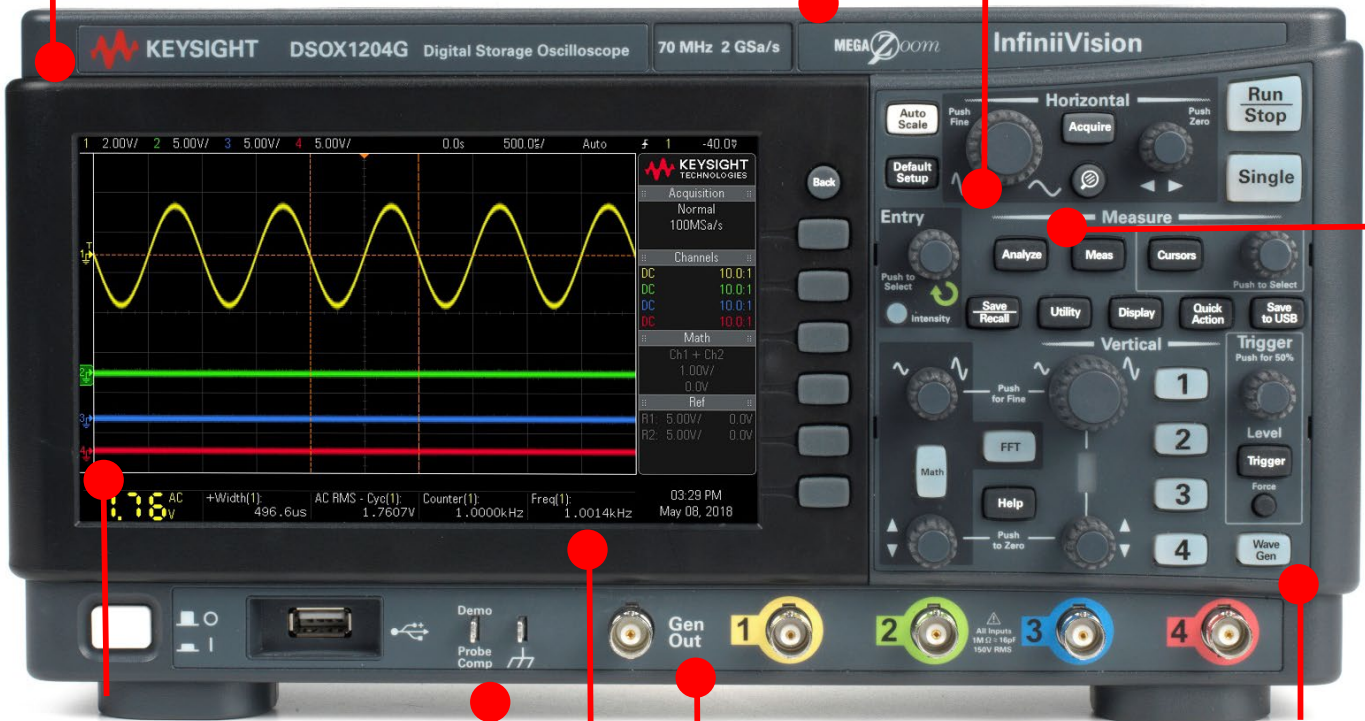 KEYSIGHT DSOX1204G Digital Storage Oscilloscope 70 MHz 2 GSa/s MEGA Zoom InfiniiVision
1 2.00V/ 2 5.00V/ 3 5.00V/ 4 5.00V/ 0.0s 500.0s/ Auto 1 -40.0V
KEYSIGHT
TECHNOLOGIES
Acquisition
Normal
100MSa/s
Channels
DC 10.0:1
DC 10.0:1
DC 10.0:1
DC 10.0:1
Math
Ch1 + Ch2
1.00V/
0.0V
Ref
R1: 5.00V/ 0.0V
R2: 5.00V/ 0.0V
T
1
2
3
1.76 AC V
+Width(1): AC RMS - Cyc(1): Counter(1): Freq(1):
496.6us 1.7607V 1.0000kHz 1.0014kHz
03:29 PM
May 08, 2018
Back
Auto
Scale
Push
Fine
Horizontal
Acquire
Push
Zero
Run
Stop
Default
Setup
Single
Entry
Push to
Select
Intensity
Measure
Analyze
Meas
Cursors
Push to Select
Save
Recall
Utility
Display
Quick
Action
Save
to USB
Vertical
Push
for Fine
1
2
3
4
FFT
Math
Help
Push
to Zero
Trigger
Push for 50%
Level
Trigger
Force
Wave
Gen
Demo
Probe
Comp
Gen
Out
1
2
All Inputs
1MΩ ≈ 16pF
150V RMS
3
4